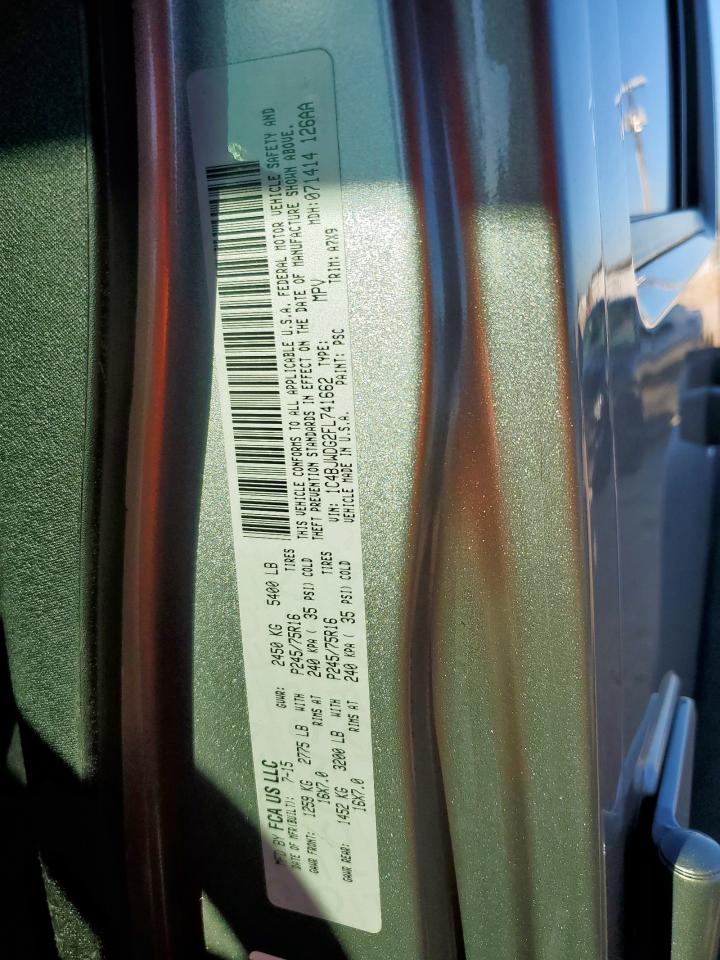 MFD BY FCA US LLC
DATE OF MFR(BUILT): 7-15
GVWR: 2450 KG 5400 LB
GAWR FRONT: 1259 KG 2775 LB WITH P245/75R16 TIRES
16X7.0 RIMS AT 240 KPA ( 35 PSI) COLD
GAWR REAR: 1452 KG 3200 LB WITH P245/75R16 TIRES
16X7.0 RIMS AT 240 KPA ( 35 PSI) COLD
THIS VEHICLE CONFORMS TO ALL APPLICABLE U.S.A. FEDERAL MOTOR VEHICLE SAFETY AND
THEFT PREVENTION STANDARDS IN EFFECT ON THE DATE OF MANUFACTURE SHOWN ABOVE.
VIN: 1C4BJWDG2FL741662 TYPE: MPV MDH:071414 126AA
VEHICLE MADE IN U.S.A. PAINT: PSC TRIM: A7X9